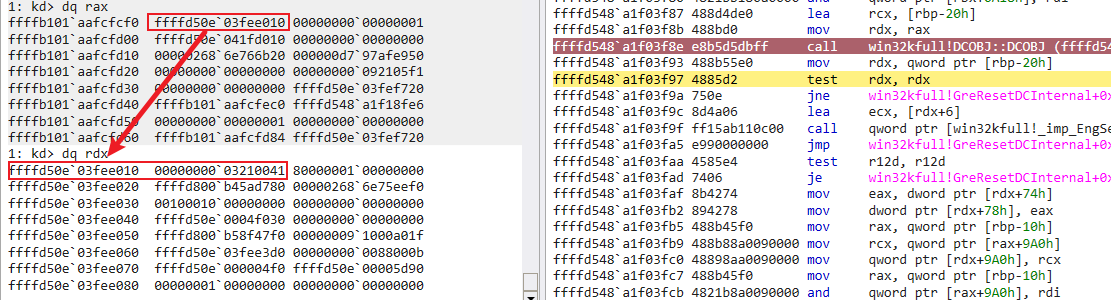 1: kd> dq rax
ffffb101`aafcfcf0 ffffd50e`03fee010 00000000`00000001
ffffb101`aafcfd00 ffffd50e`041fd010 00000000`00000000
ffffb101`aafcfd10 00000268`6e766b20 000000d7`97afe950
ffffb101`aafcfd20 00000000`00000000 00000000`092105f1
ffffb101`aafcfd30 00000000`00000000 ffffd50e`03fef720
ffffb101`aafcfd40 ffffb101`aafcfec0 ffffd548`a1f18fe6
ffffb101`aafcfd50 00000000`00000000 00000000`00000000
ffffb101`aafcfd60 ffffb101`aafcfd84 ffffd50e`03fef720
1: kd> dq rdx
ffffd50e`03fee010 00000000`03210041 80000001`00000000
ffffd50e`03fee020 ffffd800`b45ad780 00000268`6e75eef0
ffffd50e`03fee030 00100010`00000000 00000000`00000000
ffffd50e`03fee040 ffffd50e`0004f030 00000000`00000000
ffffd50e`03fee050 ffffd800`b58f47f0 00000009`1000a01f
ffffd50e`03fee060 ffffd50e`03fee3d0 00000000`0088000b
ffffd50e`03fee070 ffffd50e`000004f0 ffffd50e`00005d90
ffffd50e`03fee080 00000001`00000000 00000000`00000000
ffffd548`a1f03f87 488d4de0 lea rcx, [rbp-20h]
ffffd548`a1f03f8b 488bd0 mov rdx, rax
ffffd548`a1f03f8e e8b5d5dbff call win32kfull!DCOBJ::DCOBJ (ffffd54
ffffd548`a1f03f93 488b55e0 mov rdx, qword ptr [rbp-20h]
ffffd548`a1f03f97 4885d2 test rdx, rdx
ffffd548`a1f03f9a 750e jne win32kfull!GreResetDCInternal+0x
ffffd548`a1f03f9c 8d4a06 lea ecx, [rdx+6]
ffffd548`a1f03f9f ff15ab110c00 call qword ptr [win32kfull!_imp_EngSe
ffffd548`a1f03fa5 e990000000 jmp win32kfull!GreResetDCInternal+0x
ffffd548`a1f03faa 4585e4 test r12d, r12d
ffffd548`a1f03fad 7406 je win32kfull!GreResetDCInternal+0x
ffffd548`a1f03faf 8b4274 mov eax, dword ptr [rdx+74h]
ffffd548`a1f03fb2 894278 mov dword ptr [rdx+78h], eax
ffffd548`a1f03fb5 488b45f0 mov rax, qword ptr [rbp-10h]
ffffd548`a1f03fb9 488b88a0090000 mov rcx, qword ptr [rax+9A0h]
ffffd548`a1f03fc0 48898aa0090000 mov qword ptr [rdx+9A0h], rcx
ffffd548`a1f03fc7 488b45f0 mov rax, qword ptr [rbp-10h]
ffffd548`a1f03fcb 4821b8a0090000 and qword ptr [rax+9A0h], rdi